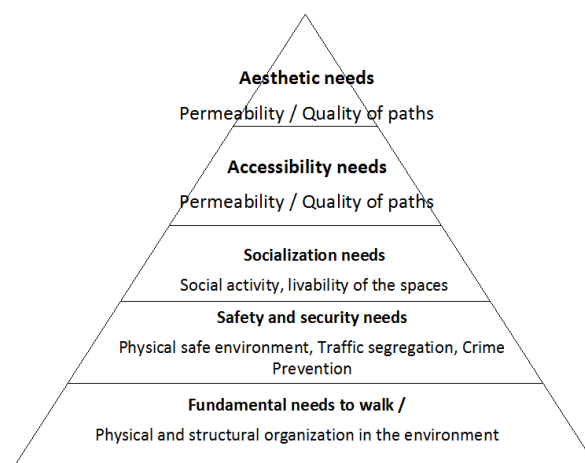 Aesthetic needs
Permeability / Quality of paths
Accessibility needs
Permeability / Quality of paths
Socialization needs
Social activity, livability of the spaces
Safety and security needs
Physical safe environment, Traffic segregation, Crime
Prevention
Fundamental needs to walk /
Physical and structural organization in the environment